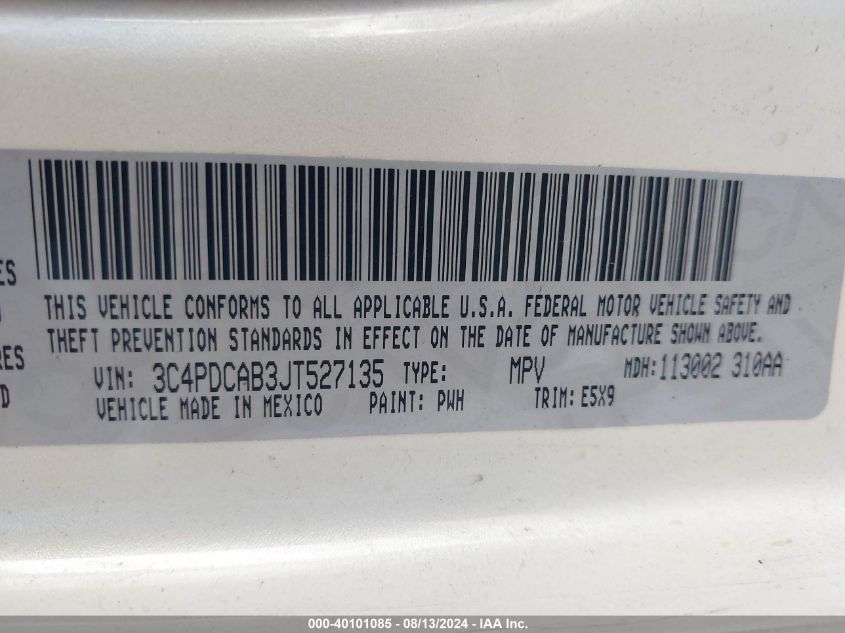 ES
THIS VEHICLE CONFORMS TO ALL APPLICABLE U.S.A. FEDERAL MOTOR VEHICLE SAFETY AND
THEFT PREVENTION STANDARDS IN EFFECT ON THE DATE OF MANUFACTURE SHOWN ABOVE.
RES
VIN: 3C4PDCAB3JT527135 TYPE: MPV MDH:113002 310AA
D
VEHICLE MADE IN MEXICO PAINT: PWH TRIM: E5X9
000-40101085 - 08/13/2024 - IAA Inc.